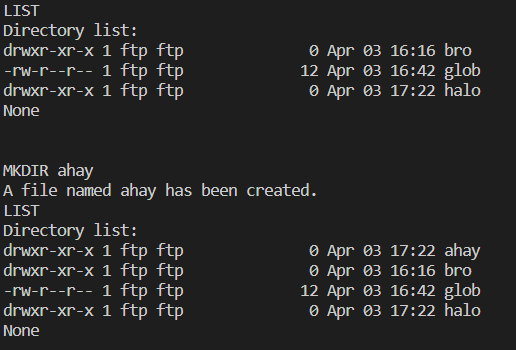 LIST
Directory list:
drwxr-xr-x 1 ftp ftp              0 Apr 03 16:16 bro
-rw-r--r-- 1 ftp ftp             12 Apr 03 16:42 glob
drwxr-xr-x 1 ftp ftp              0 Apr 03 17:22 halo
None
MKDIR ahay
A file named ahay has been created.
LIST
Directory list:
drwxr-xr-x 1 ftp ftp              0 Apr 03 17:22 ahay
drwxr-xr-x 1 ftp ftp              0 Apr 03 16:16 bro
-rw-r--r-- 1 ftp ftp             12 Apr 03 16:42 glob
drwxr-xr-x 1 ftp ftp              0 Apr 03 17:22 halo
None